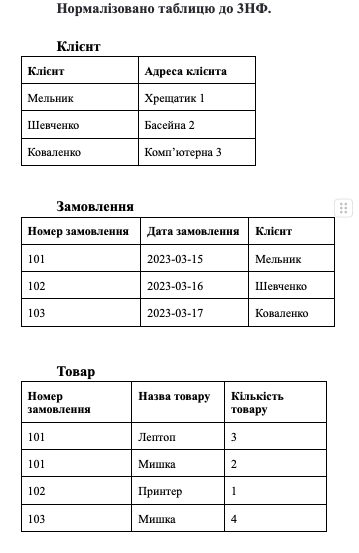 Нормалізовано таблицю до 3НФ.
Клієнт
Клієнт Адреса клієнта
Мельник Хрещатик 1
Шевченко Басейна 2
Коваленко Комп’ютерна 3
Замовлення
Номер замовлення Дата замовлення Клієнт
101 2023-03-15 Мельник
102 2023-03-16 Шевченко
103 2023-03-17 Коваленко
Товар
Номер замовлення Назва товару Кількість товару
101 Лептоп 3
101 Мишка 2
102 Принтер 1
103 Мишка 4